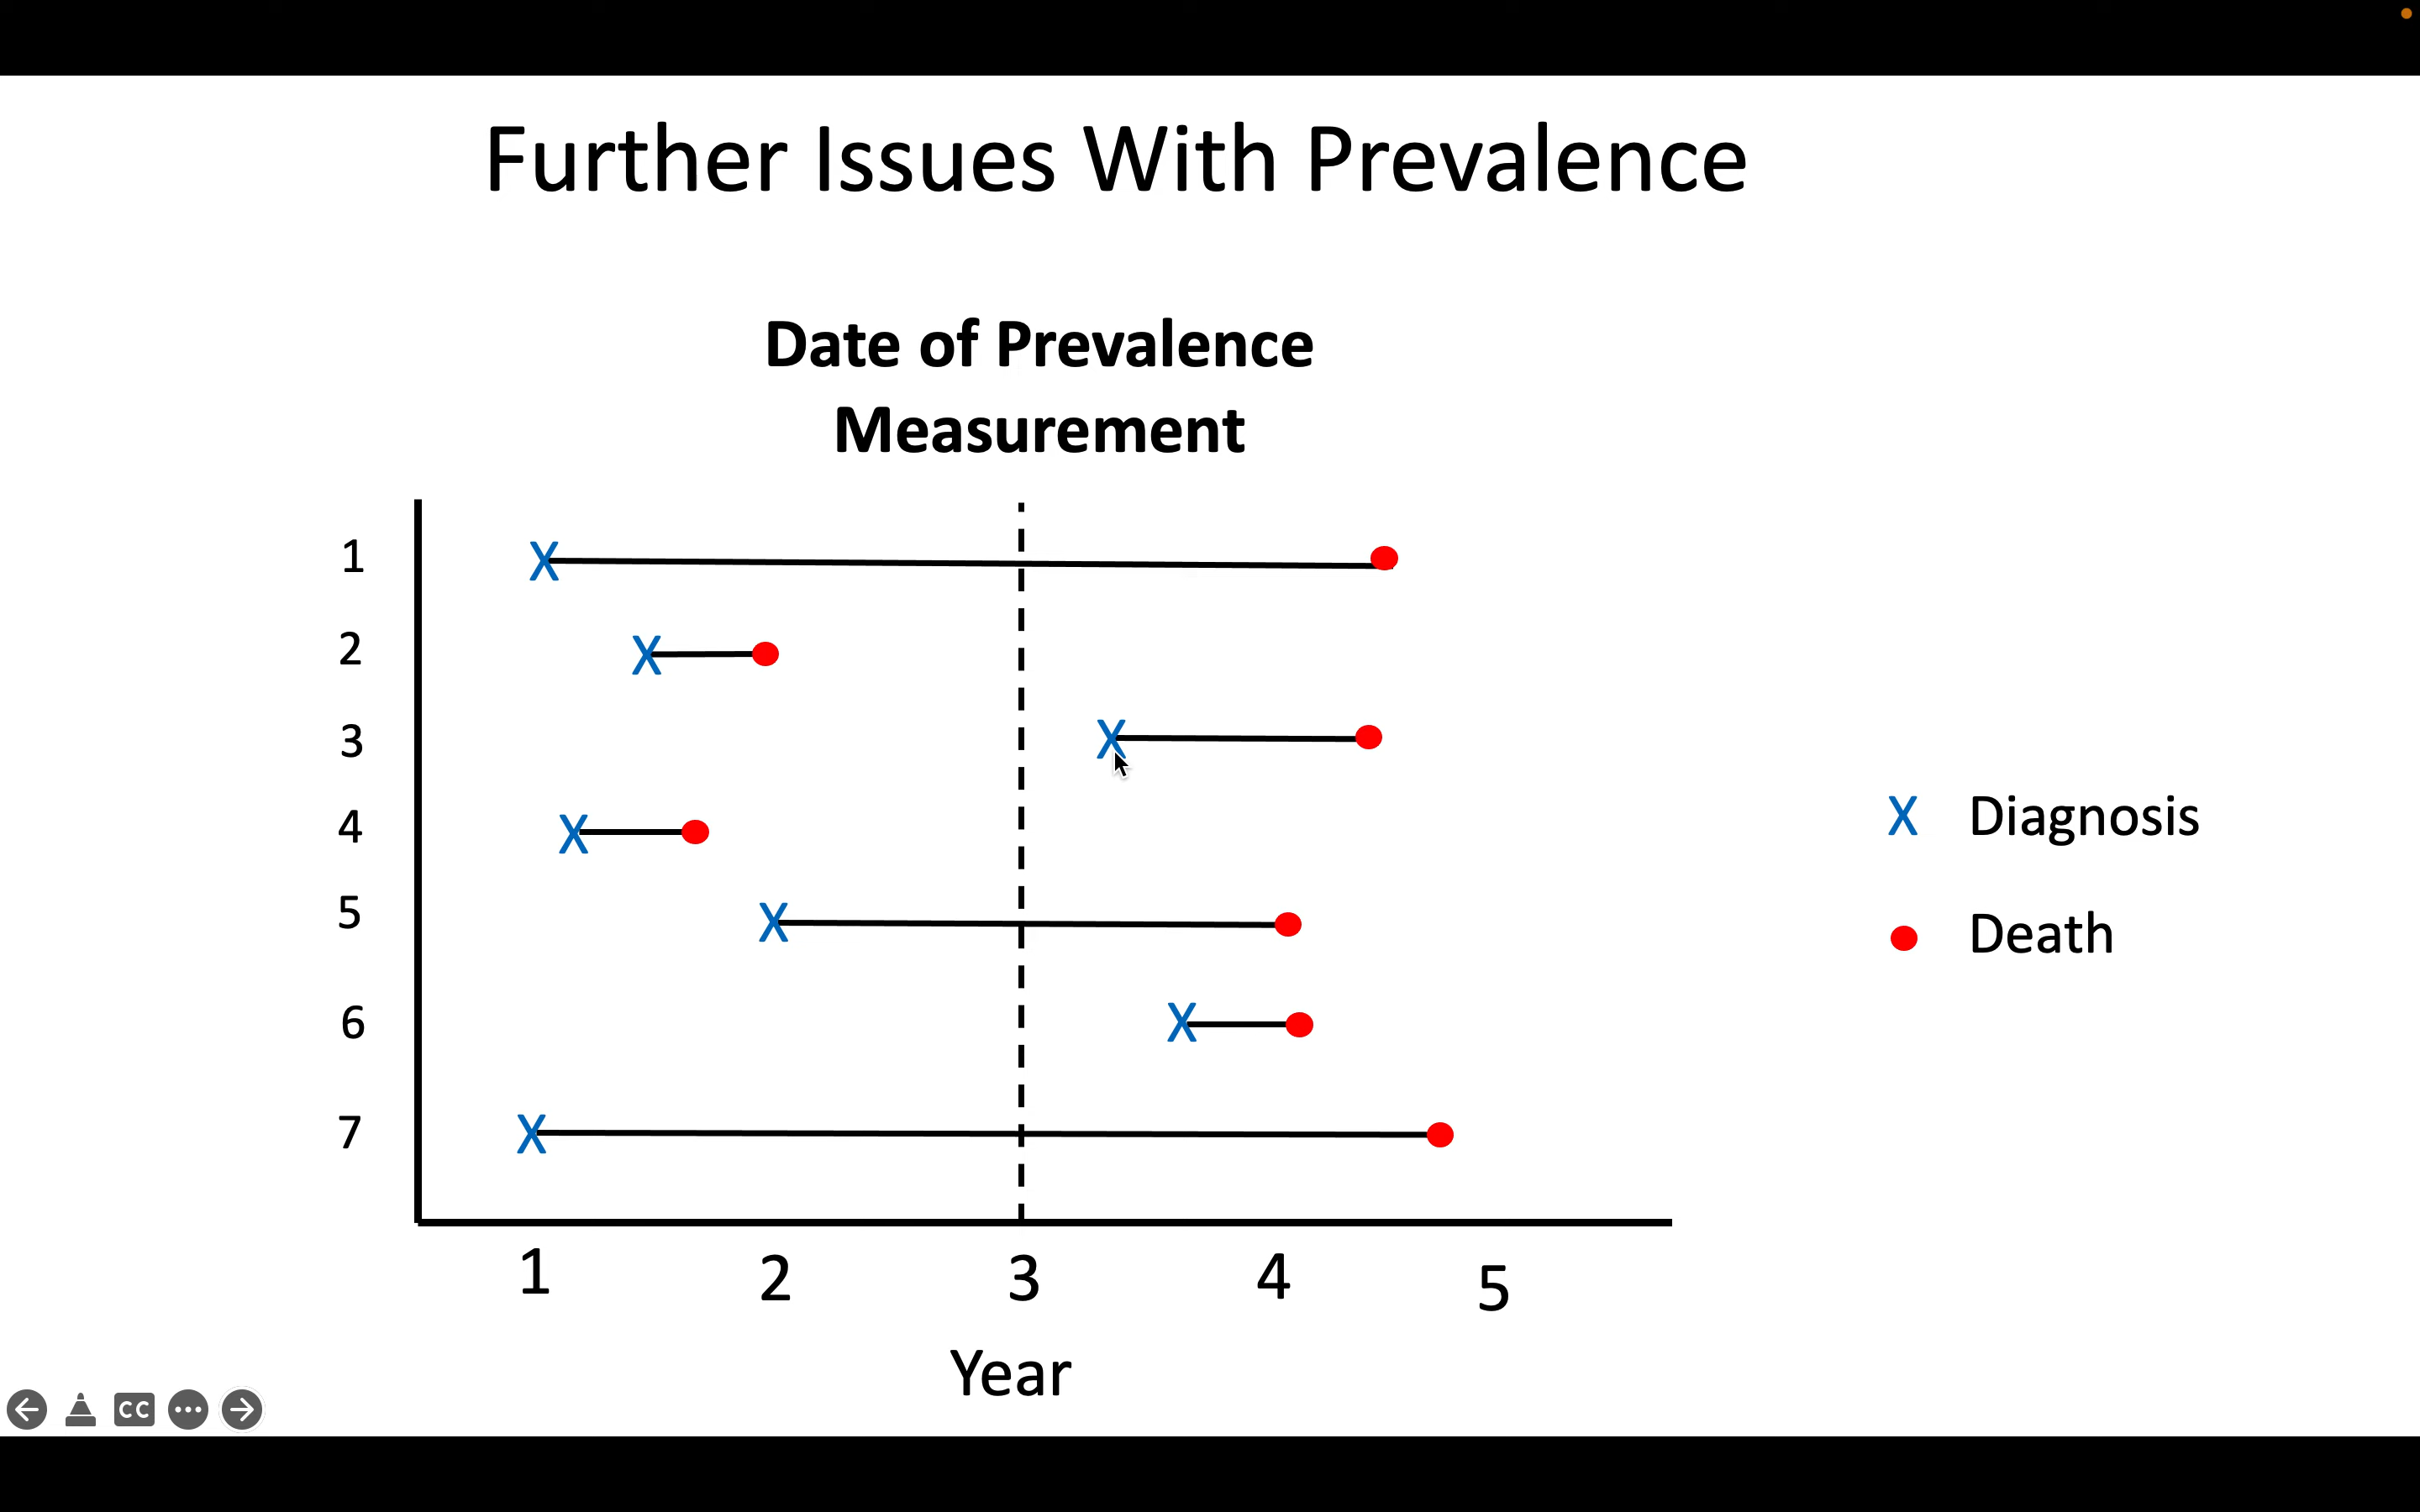 Further Issues With Prevalence
Date of Prevalence
Measurement
1
X
2
X
3
X
4
X
5
X
6
X
7
X
X Diagnosis
Death
1 2 3 4 5
Year
CC